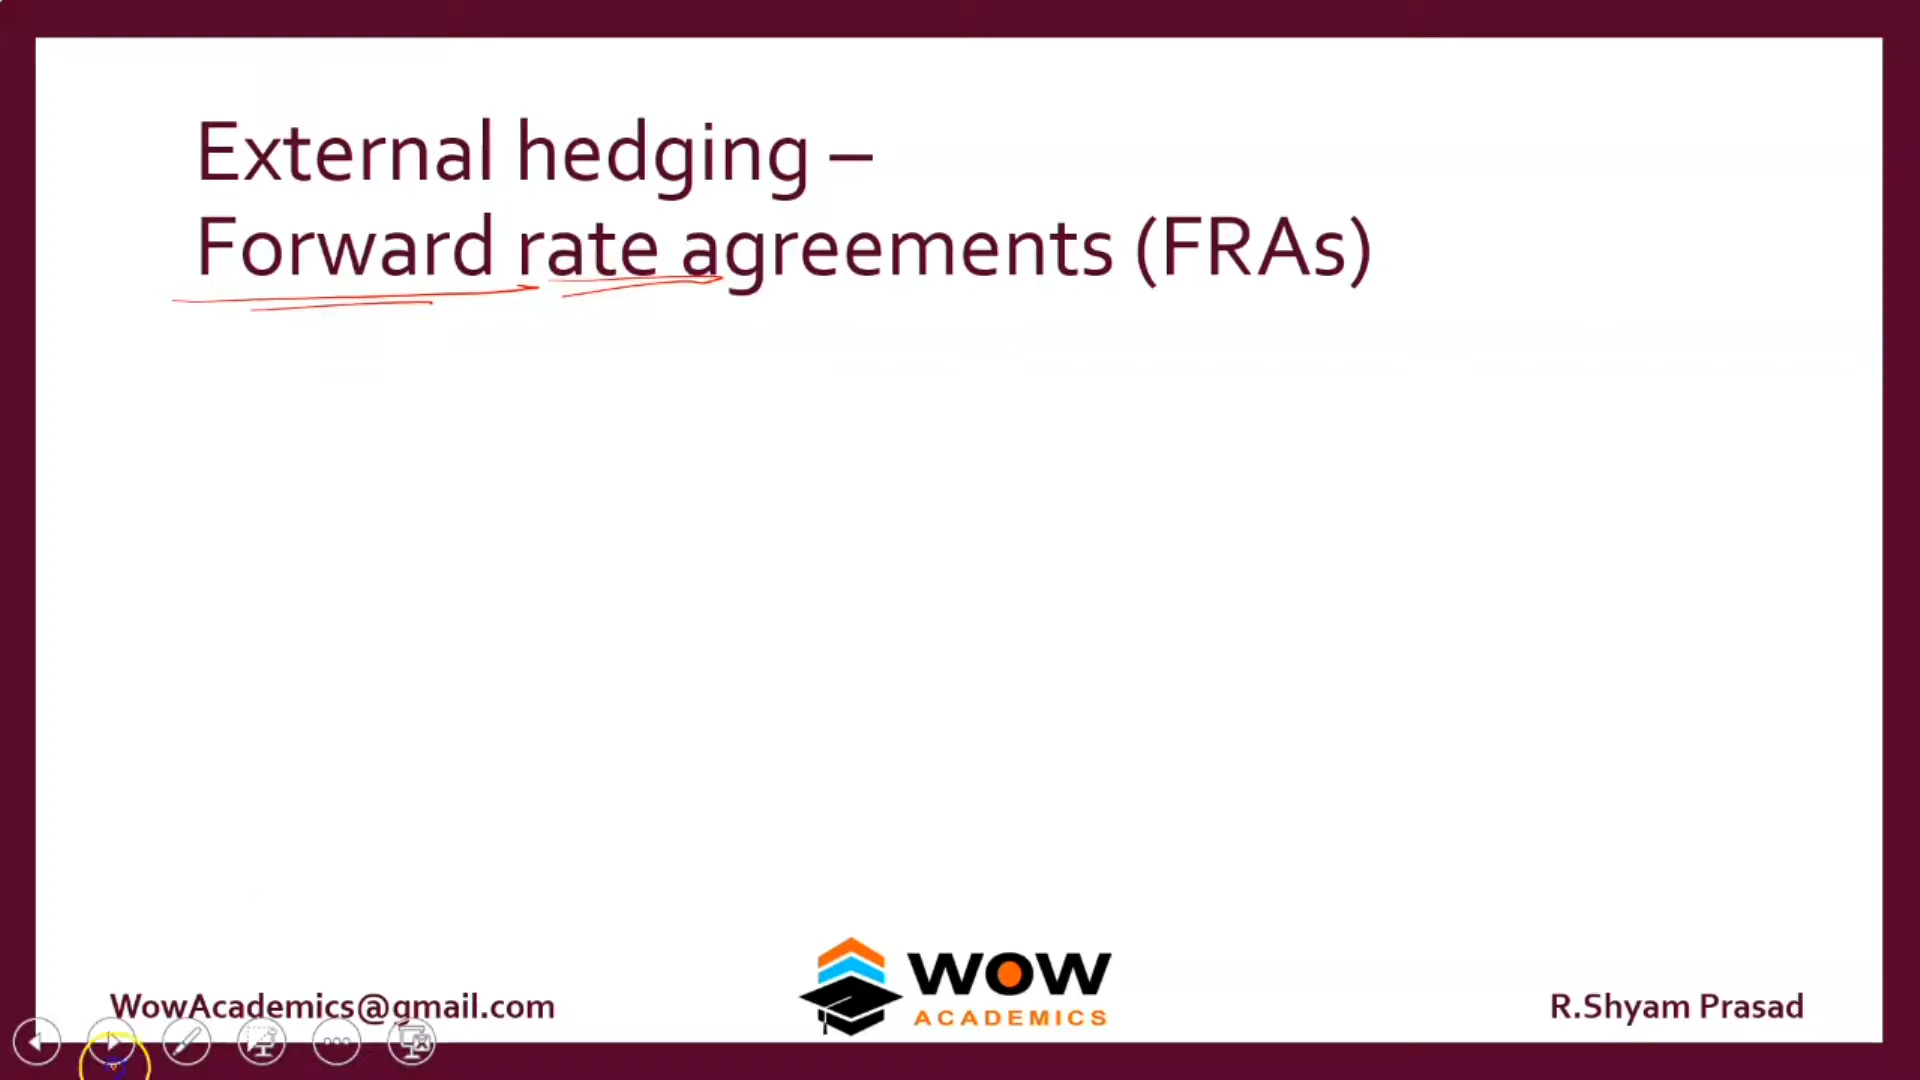 External hedging –
Forward rate agreements (FRAs)
WowAcademics@gmail.com
WOW
ACADEMICS
R.Shyam Prasad